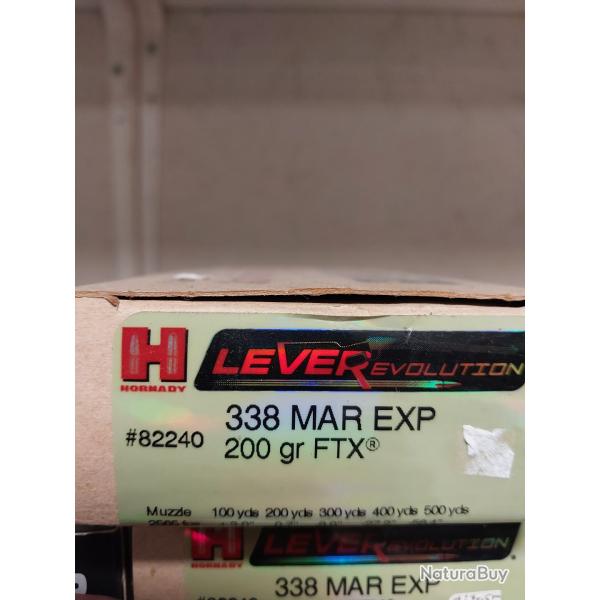 H LEVEREVOLUTION
HORNADY
338 MAR EXP
#82240 200 gr FTX®
Muzzle 100 yds 200 yds 300 yds 400 yds 500 yds
H LEVEREVOLUTION
338 MAR EXP
NaturaBuy